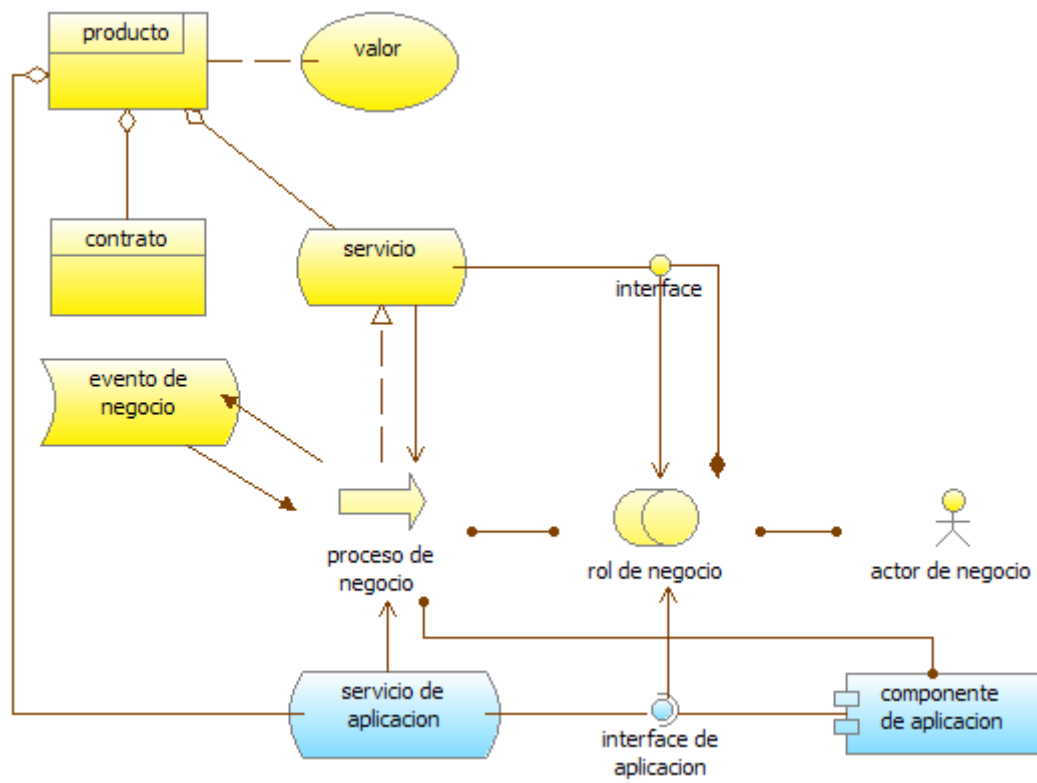 producto
valor
contrato
servicio
interface
evento de
negocio
proceso de
negocio
rol de negocio
actor de negocio
servicio de
aplicacion
interface de
aplicacion
componente
de aplicacion